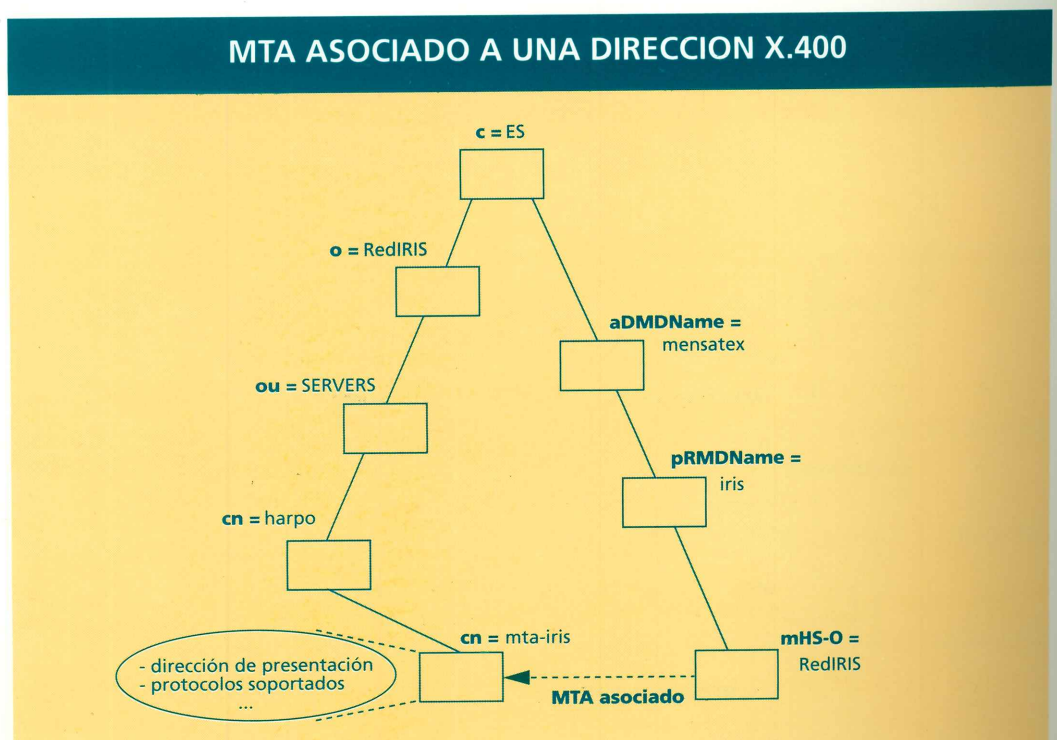 MTA ASOCIADO A UNA DIRECCION X.400
c = ES
o = RedIRIS
aDMDName =
mensatex
ou = SERVERS
pRMDName =
iris
cn = harpo
cn = mta-iris
mHS-O =
RedIRIS
- dirección de presentación
- protocolos soportados
...
MTA asociado